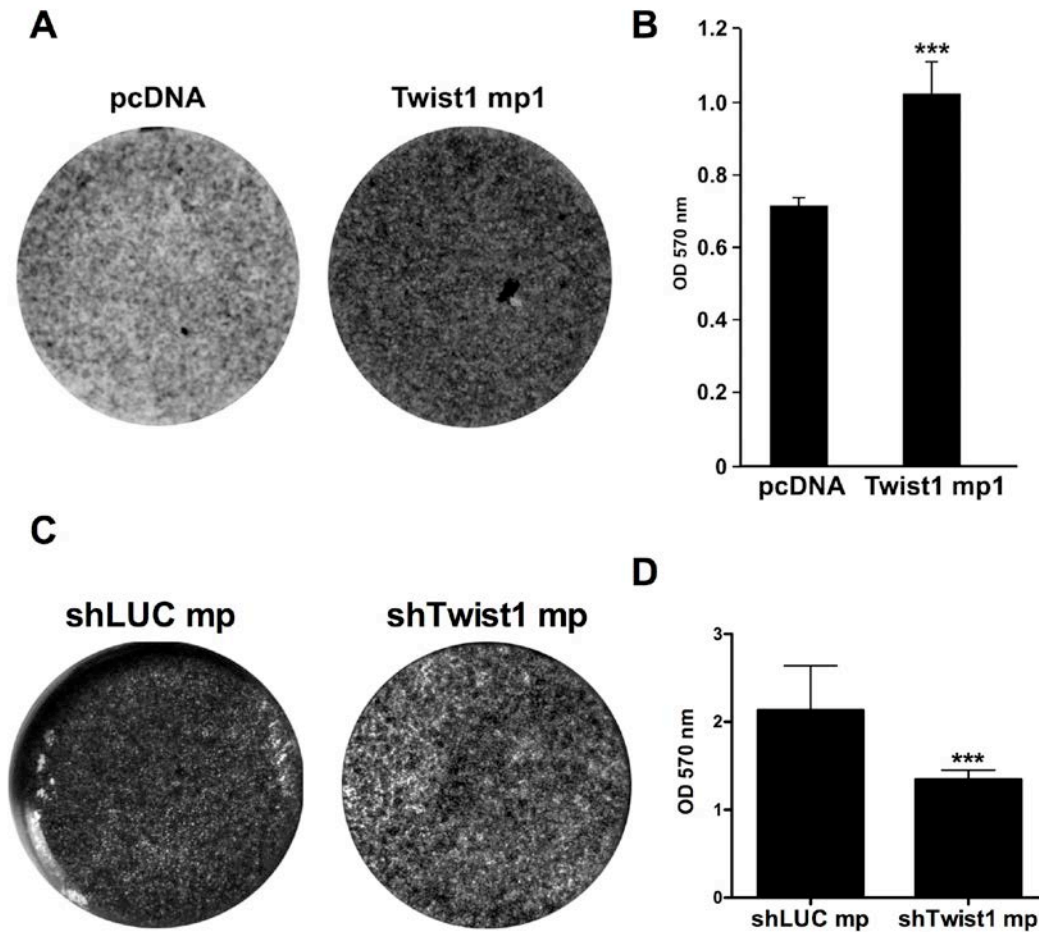 A
pcDNA
Twist1 mp1
B
1.2
1.0
0.8
0.6
0.4
0.2
0
OD 570 nm
***
pcDNA
Twist1 mp1
C
shLUC mp
shTwist1 mp
D
3
2
1
0
OD 570 nm
***
shLUC mp
shTwist1 mp